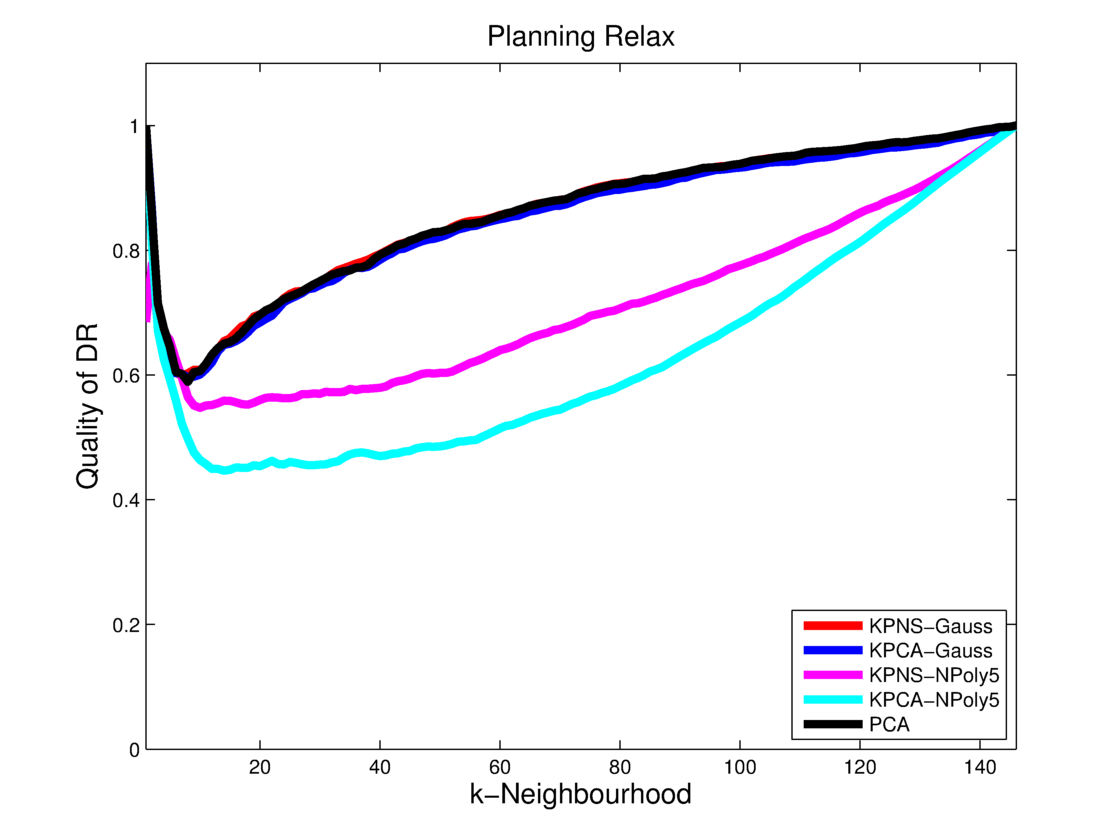 Planning Relax
1
0.8
0.6
0.4
0.2
0
Quality of DR
20 40 60 80 100 120 140
k−Neighbourhood
KPNS−Gauss
KPCA−Gauss
KPNS−NPoly5
KPCA−NPoly5
PCA